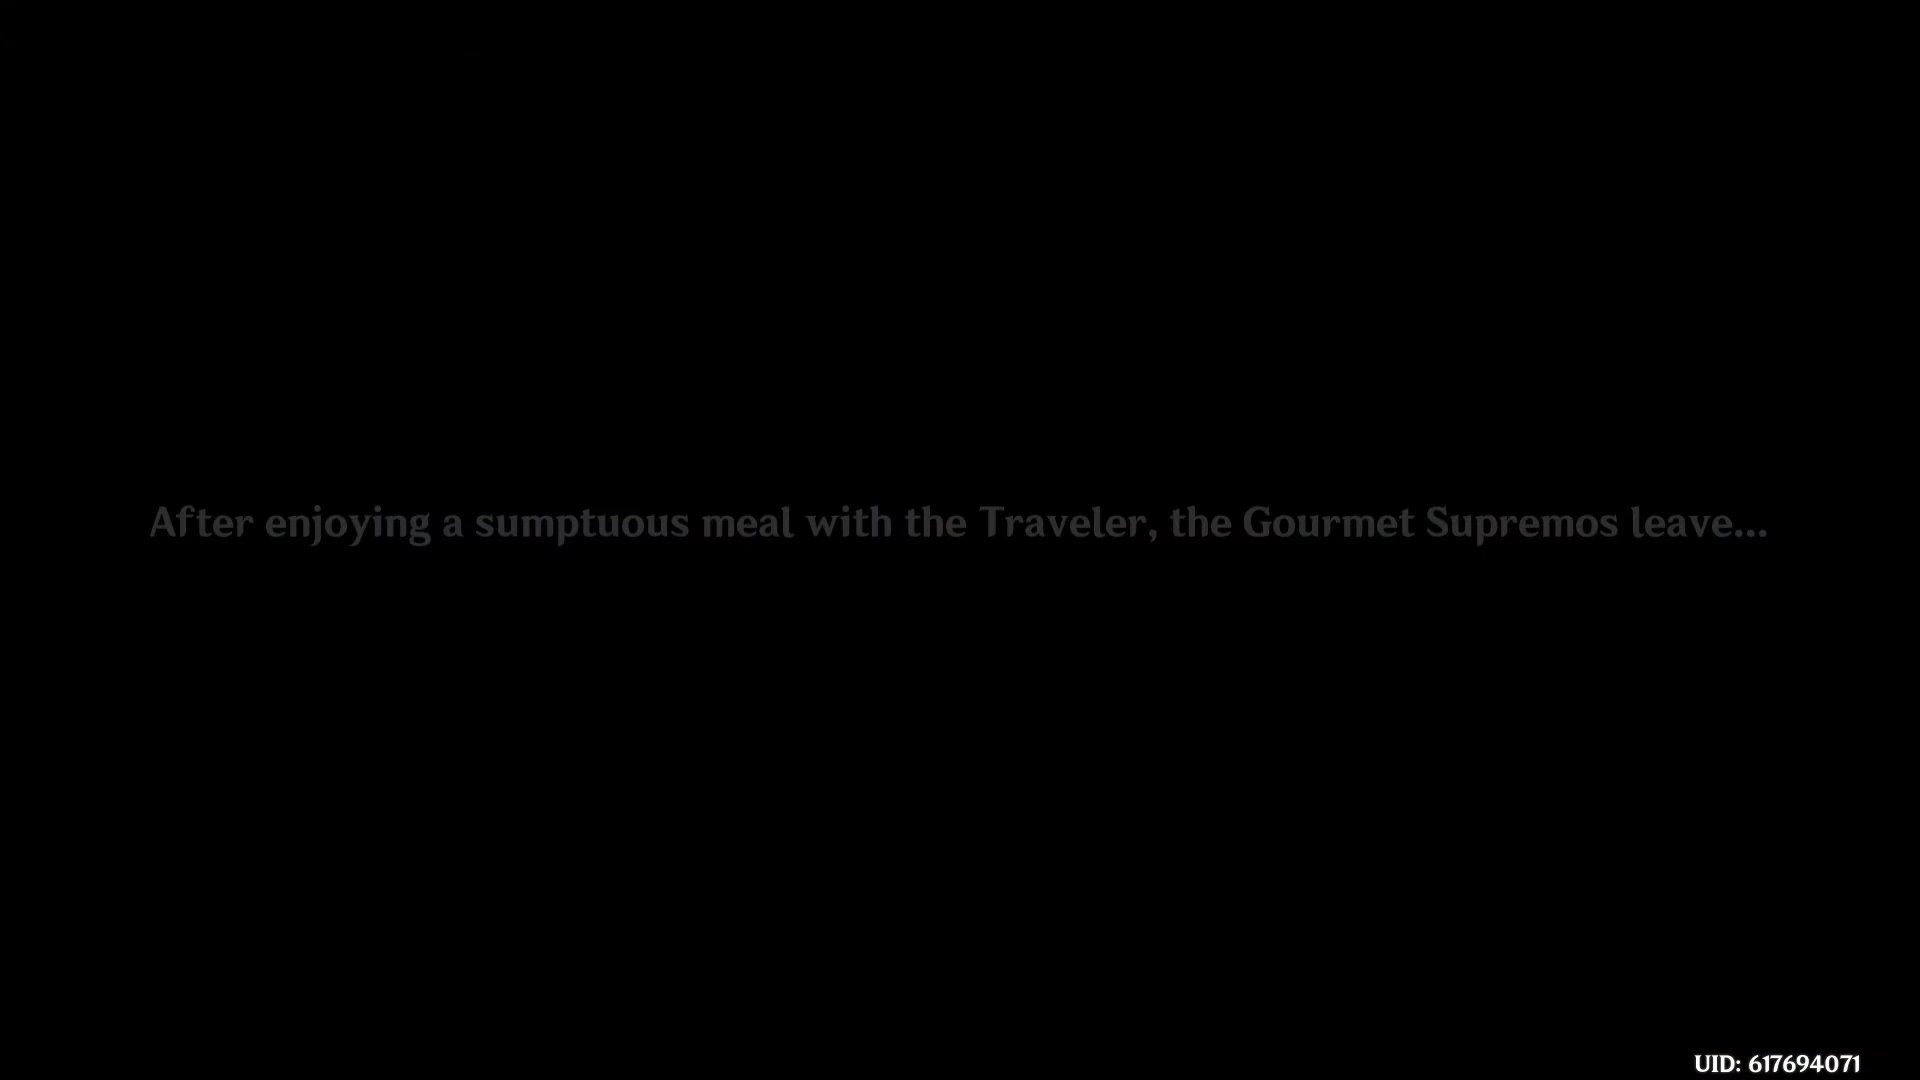 After enjoying a sumptuous meal with the Traveler, the Gourmet Supremos leave...
UID: 617694071